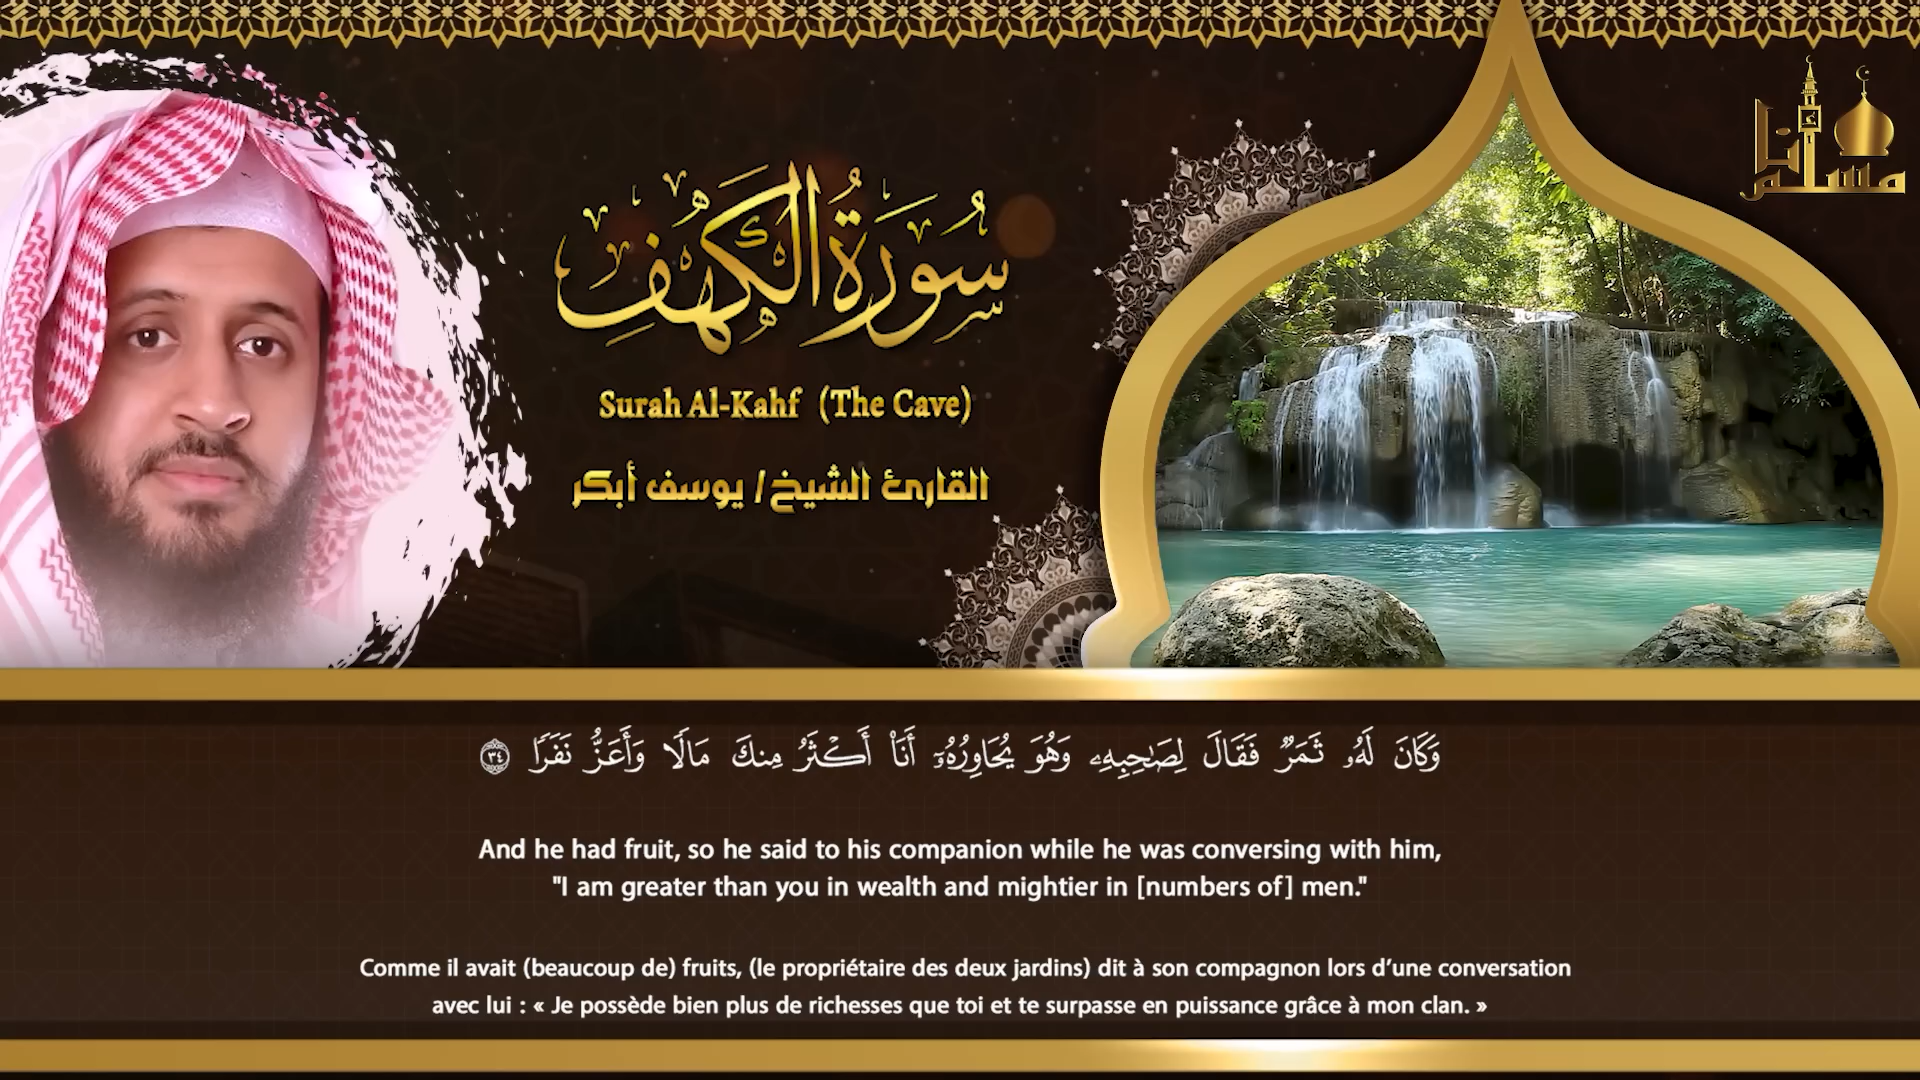 أنا مسلم
سُورَةُ الكَهْفِ
Surah Al-Kahf (The Cave)
القارئ الشيخ/ يوسف أبكر
وَكَانَ لَهُۥ ثَمَرٌ فَقَالَ لِصَٰحِبِهِۦ وَهُوَ يُحَاوِرُهُۥٓ أَنَا۠ أَكۡثَرُ مِنكَ مَالٗا وَأَعَزُّ نَفَرٗا ٣٤
And he had fruit, so he said to his companion while he was conversing with him,
"I am greater than you in wealth and mightier in [numbers of] men."
Comme il avait (beaucoup de) fruits, (le propriétaire des deux jardins) dit à son compagnon lors d’une conversation
avec lui : « Je possède bien plus de richesses que toi et te surpasse en puissance grâce à mon clan. »